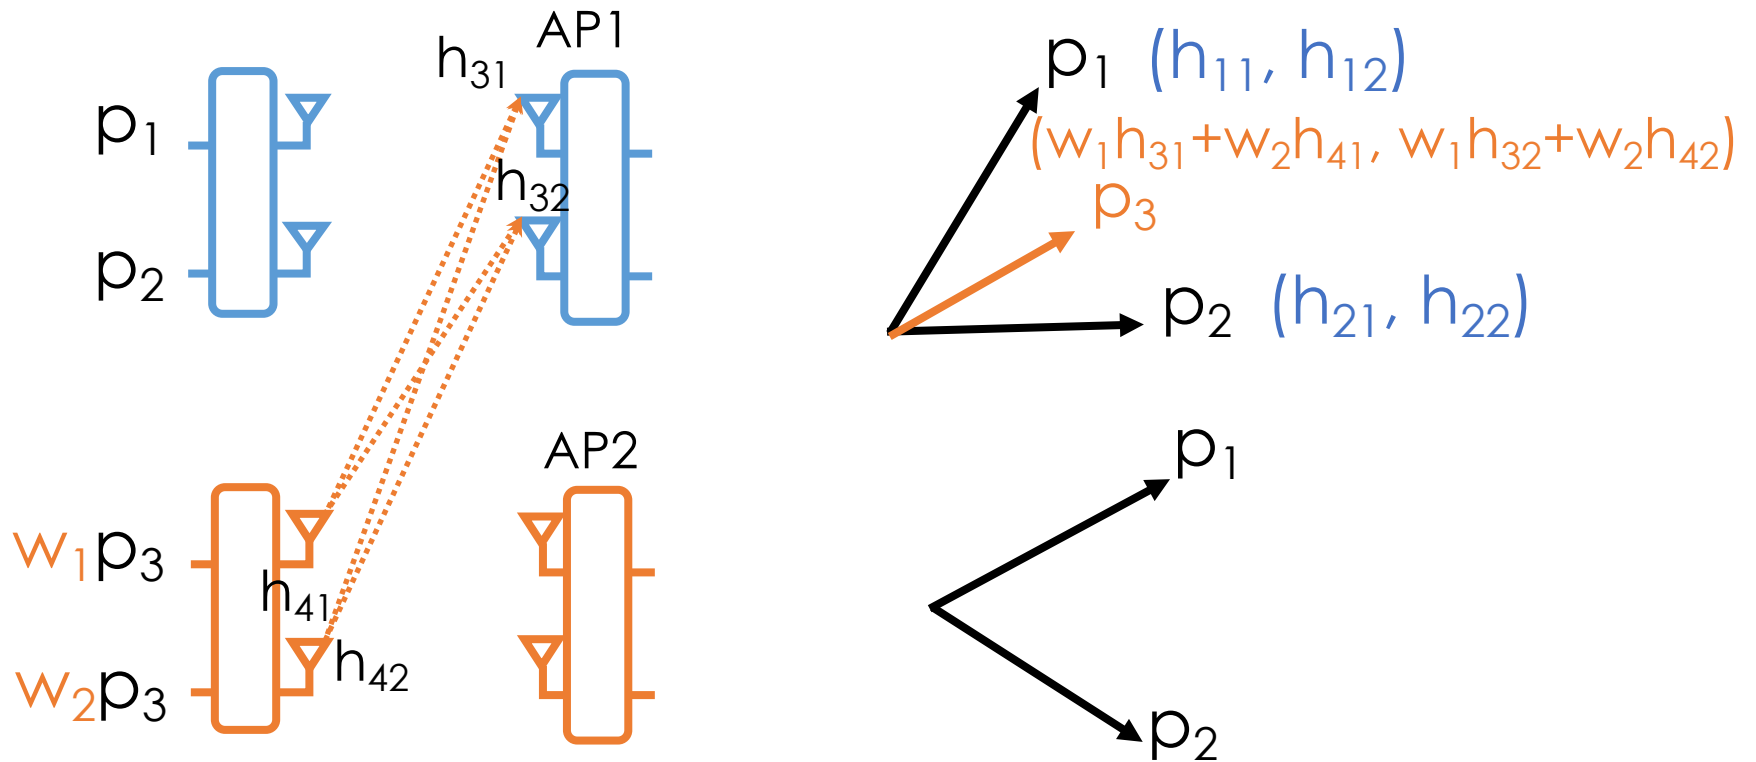 AP1
h31
p1
h32
p2
AP2
w1p3
h41
h42
w2p3
p1 (h11, h12)
(w1h31+w2h41, w1h32+w2h42)
p3
p2 (h21, h22)
p1
p2